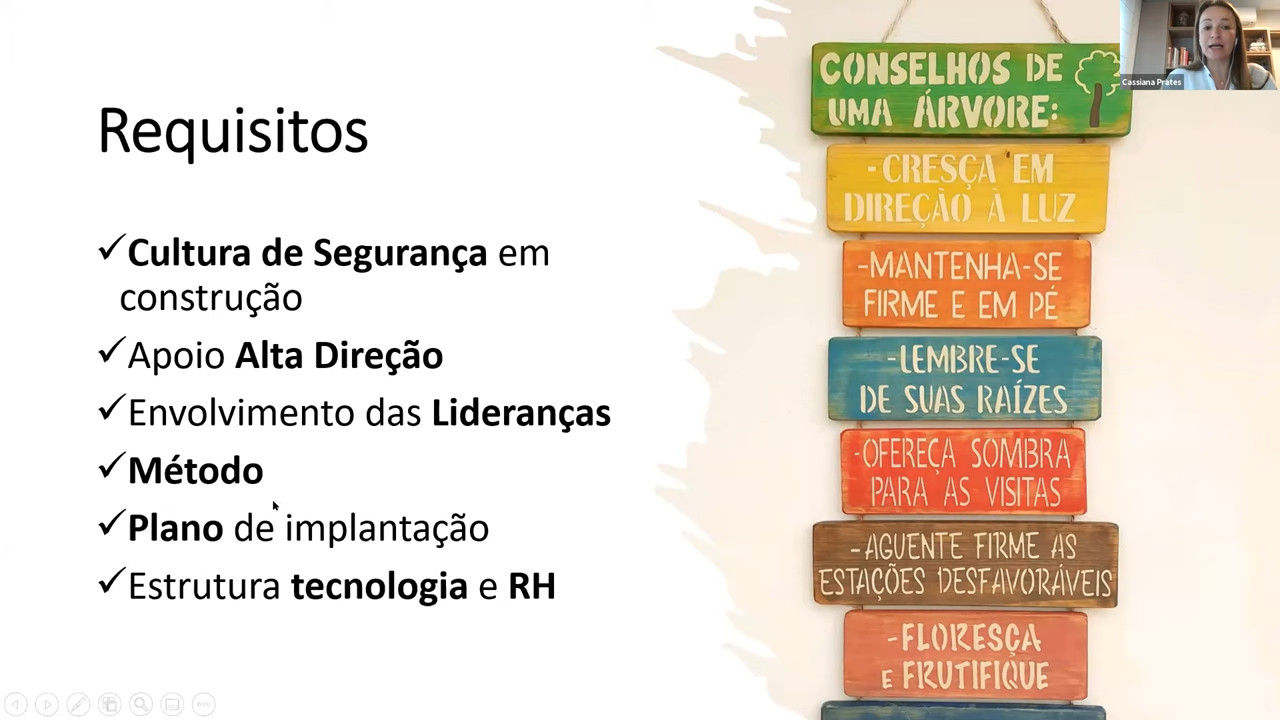 Requisitos
✓Cultura de Segurança em
construção
✓Apoio Alta Direção
✓Envolvimento das Lideranças
✓Método
✓Plano de implantação
✓Estrutura tecnologia e RH
CONSELHOS DE
UMA ÁRVORE:
-CRESÇA EM
DIREÇÃO À LUZ
-MANTENHA-SE
FIRME E EM PÉ
-LEMBRE-SE
DE SUAS RAÍZES
-OFEREÇA SOMBRA
PARA AS VISITAS
-AGUENTE FIRME AS
ESTAÇÕES DESFAVORÁVEIS
-FLORESÇA
E FRUTIFIQUE
Cassiana Prates